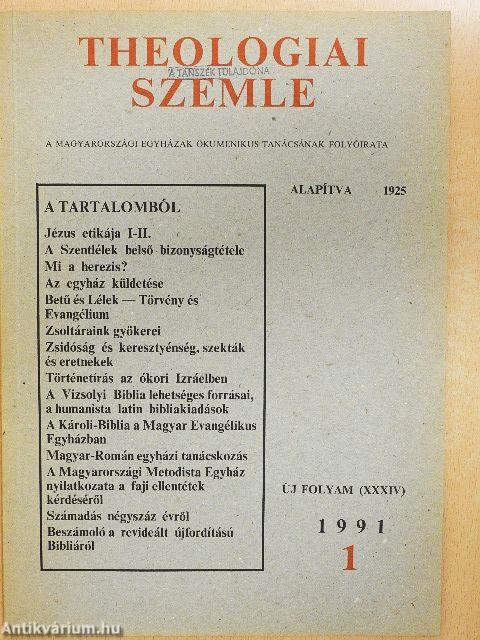 THEOLOGIAI
A TANSZÉK TULAJDONA
SZEMLE
A MAGYARORSZÁGI EGYHÁZAK ÖKUMENIKUS TANÁCSÁNAK FOLYÓIRATA
ALAPÍTVA 1925
A TARTALOMBÓL
Jézus etikája I-II.
A Szentlélek belső bizonyságtétele
Mi a herezis?
Az egyház küldetése
Betű és Lélek — Törvény és
Evangélium
Zsoltáraink gyökerei
Zsidóság és keresztyénség, szekták
és eretnekek
Történetírás az ókori Izráelben
A Vizsolyi Biblia lehetséges forrásai,
a humanista latin bibliakiadások
A Károli-Biblia a Magyar Evangélikus
Egyházban
Magyar-Román egyházi tanácskozás
A Magyarországi Metodista Egyház
nyilatkozata a faji ellentétek
kérdéséről
Számadás négyszáz évről
Beszámoló a revideált újfordítású
Bibliáról
ÚJ FOLYAM (XXXIV)
1991
1
Antikvárium.hu